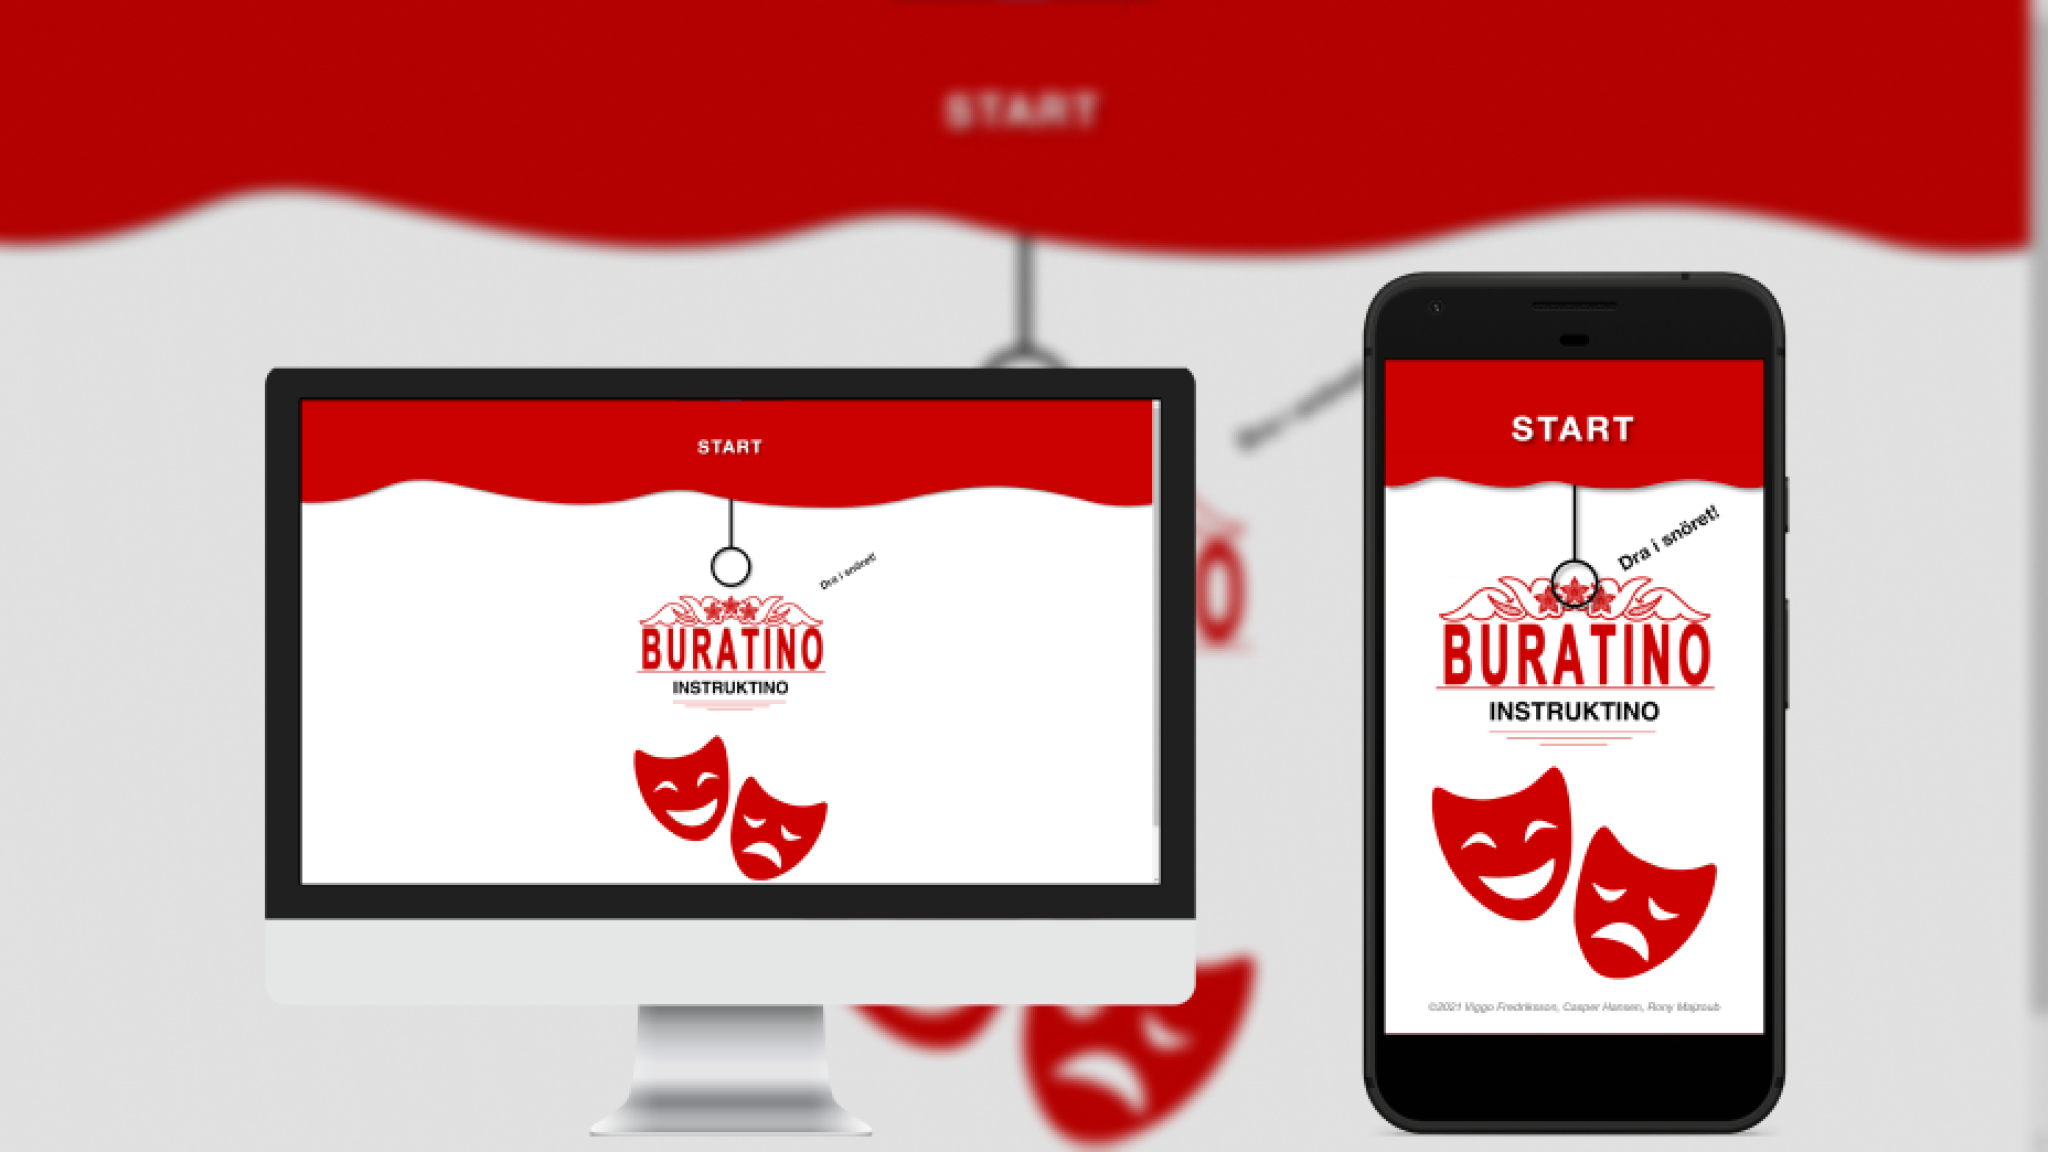 START
START
Dra i snöret!
BURATINO
INSTRUKTINO
START
Dra i snöret!
BURATINO
INSTRUKTINO
©2021 Viggo Fredriksson, Casper Hansen, Rony Majzoub